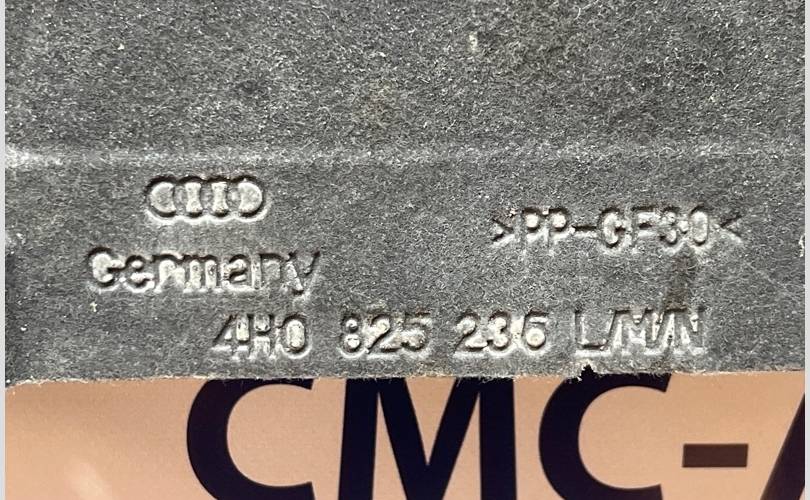 >PP-GF30<
Germany
4H0 825 236 L/M/N
CMC-